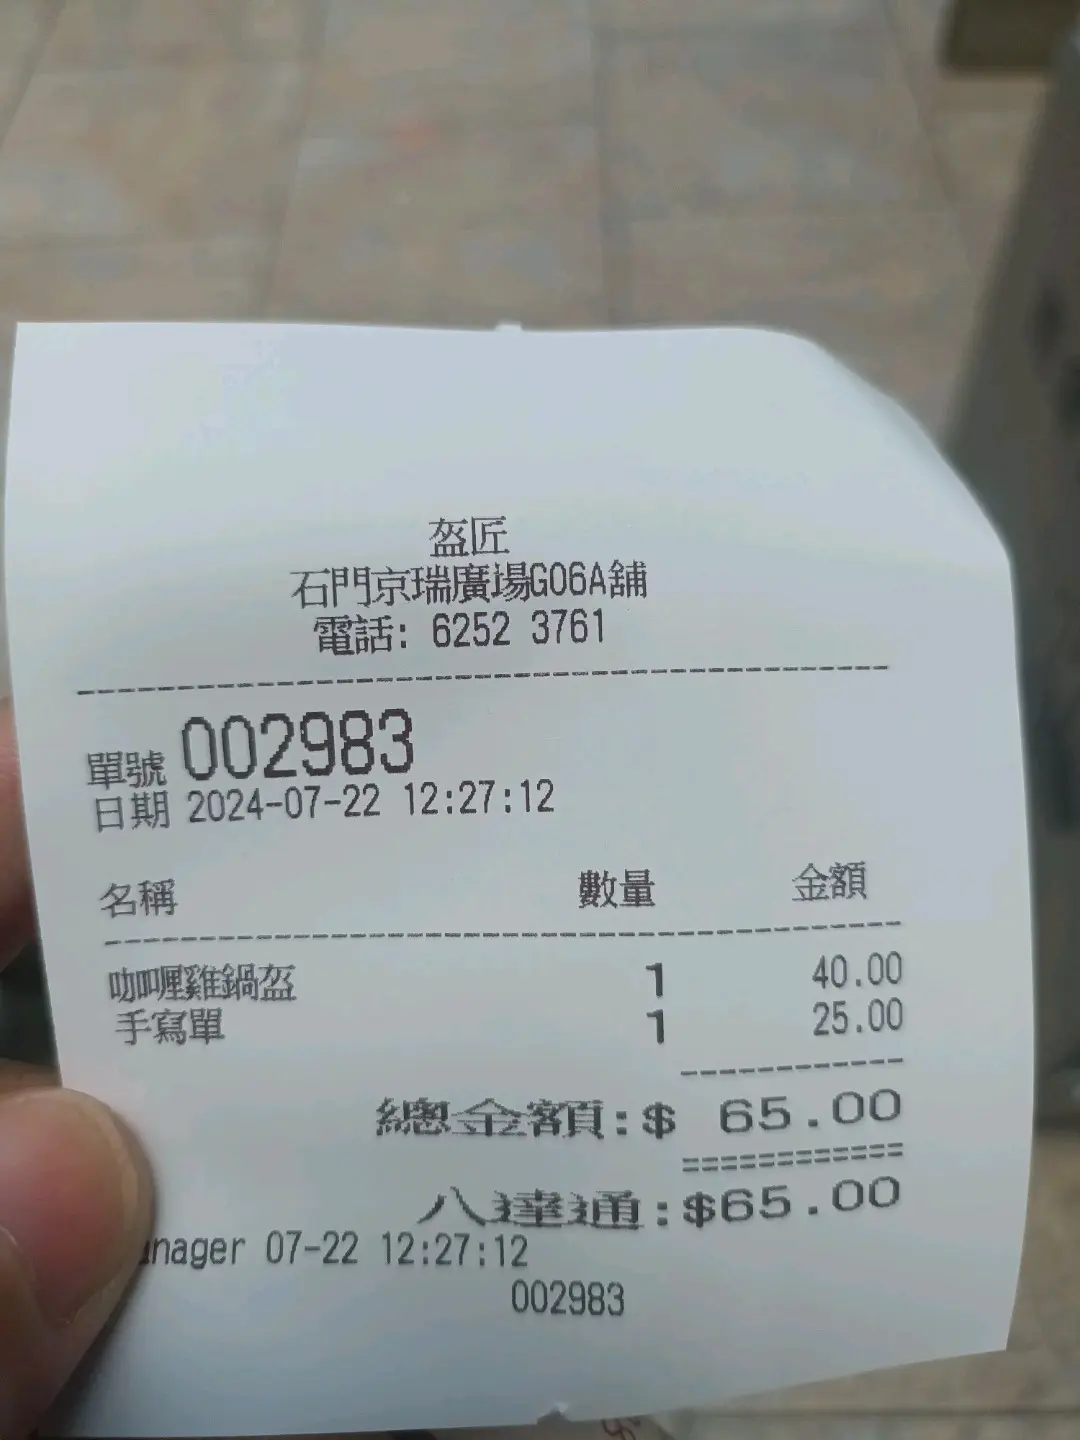 盔匠
石門京瑞廣場G06A舖
電話: 6252 3761
單號 002983
日期 2024-07-22 12:27:12
名稱 數量 金額
咖喱雞鍋盔 1 40.00
手寫單 1 25.00
總金額:$ 65.00
八達通:$65.00
anager 07-22 12:27:12
002983